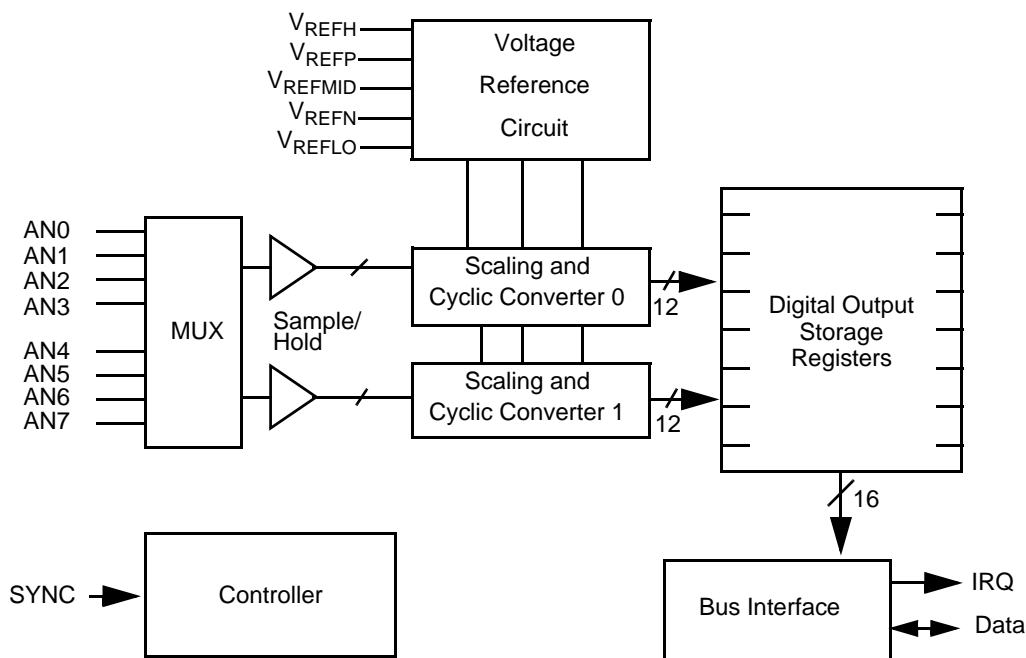 VREFH
VREFP
VREFMID
VREFN
VREFLO
Voltage
Reference
Circuit
AN0
AN1
AN2
AN3
AN4
AN5
AN6
AN7
MUX
Sample/
Hold
Scaling and
Cyclic Converter 0
12
Scaling and
Cyclic Converter 1
12
Digital Output
Storage
Registers
16
SYNC
Controller
Bus Interface
IRQ
Data